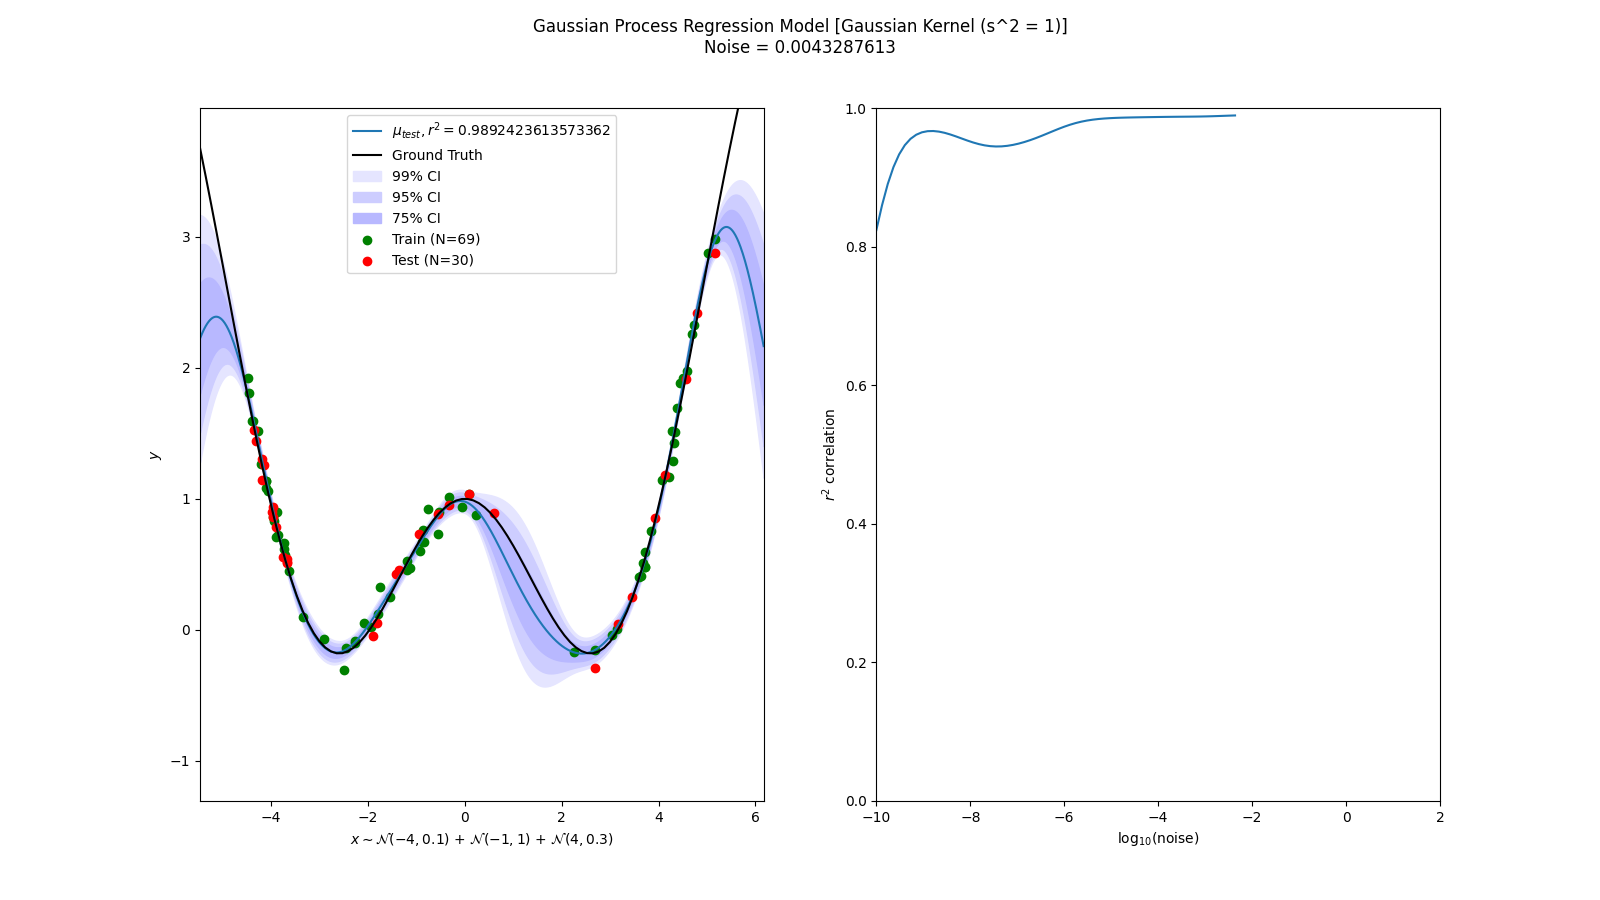 Gaussian Process Regression Model [Gaussian Kernel (s^2 = 1)]
Noise = 0.0043287613
μ_test, r² = 0.9892423613573362
Ground Truth
99% CI
95% CI
75% CI
Train (N=69)
Test (N=30)
y
3
2
1
0
−1
−4 −2 0 2 4 6
x ∼ 𝒩(−4, 0.1) + 𝒩(−1, 1) + 𝒩(4, 0.3)
r² correlation
1.0
0.8
0.6
0.4
0.2
0.0
−10 −8 −6 −4 −2 0 2
log₁₀(noise)